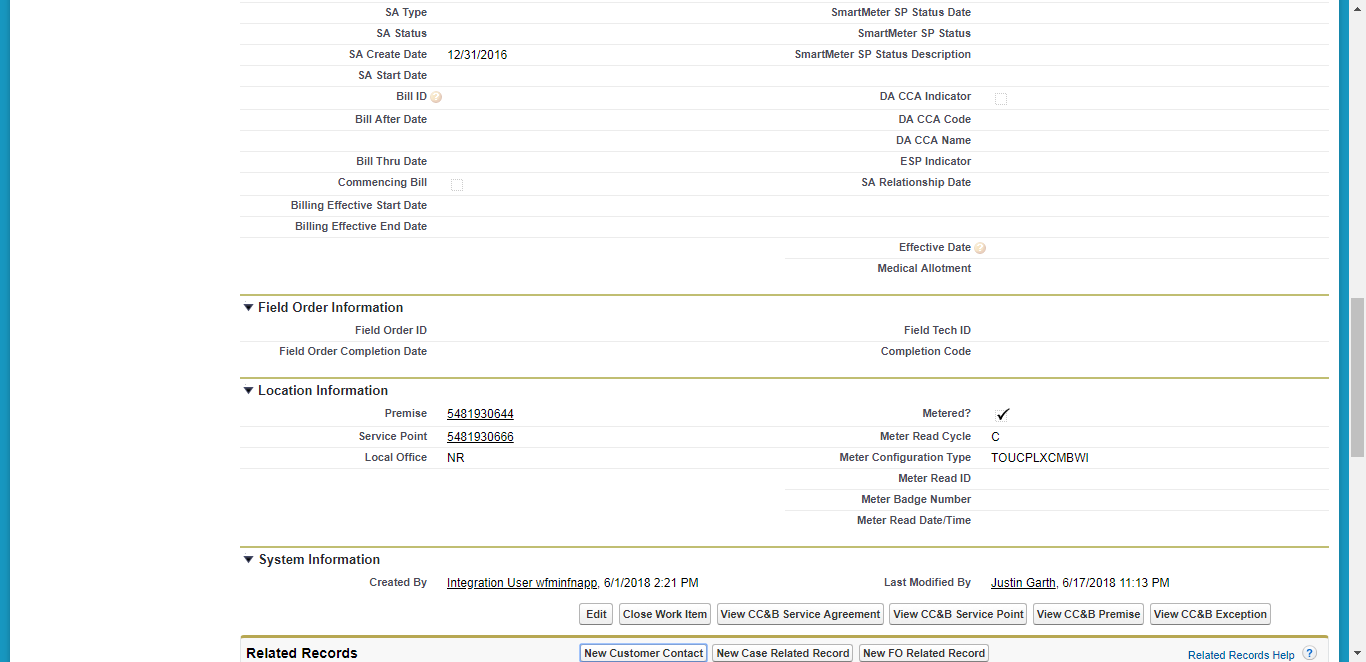 SA Type SmartMeter SP Status Date
SA Status SmartMeter SP Status
SA Create Date 12/31/2016 SmartMeter SP Status Description
SA Start Date
Bill ID ? DA CCA Indicator
Bill After Date DA CCA Code
DA CCA Name
Bill Thru Date ESP Indicator
Commencing Bill SA Relationship Date
Billing Effective Start Date
Billing Effective End Date
Effective Date ?
Medical Allotment
Field Order Information
Field Order ID Field Tech ID
Field Order Completion Date Completion Code
Location Information
Premise 5481930644 Metered?
Service Point 5481930666 Meter Read Cycle C
Local Office NR Meter Configuration Type TOUCPLXCMBWI
Meter Read ID
Meter Badge Number
Meter Read Date/Time
System Information
Created By Integration User wfminfnapp, 6/1/2018 2:21 PM Last Modified By Justin Garth, 6/17/2018 11:13 PM
Edit Close Work Item View CC&B Service Agreement View CC&B Service Point View CC&B Premise View CC&B Exception
Related Records New Customer Contact New Case Related Record New FO Related Record Related Records Help ?